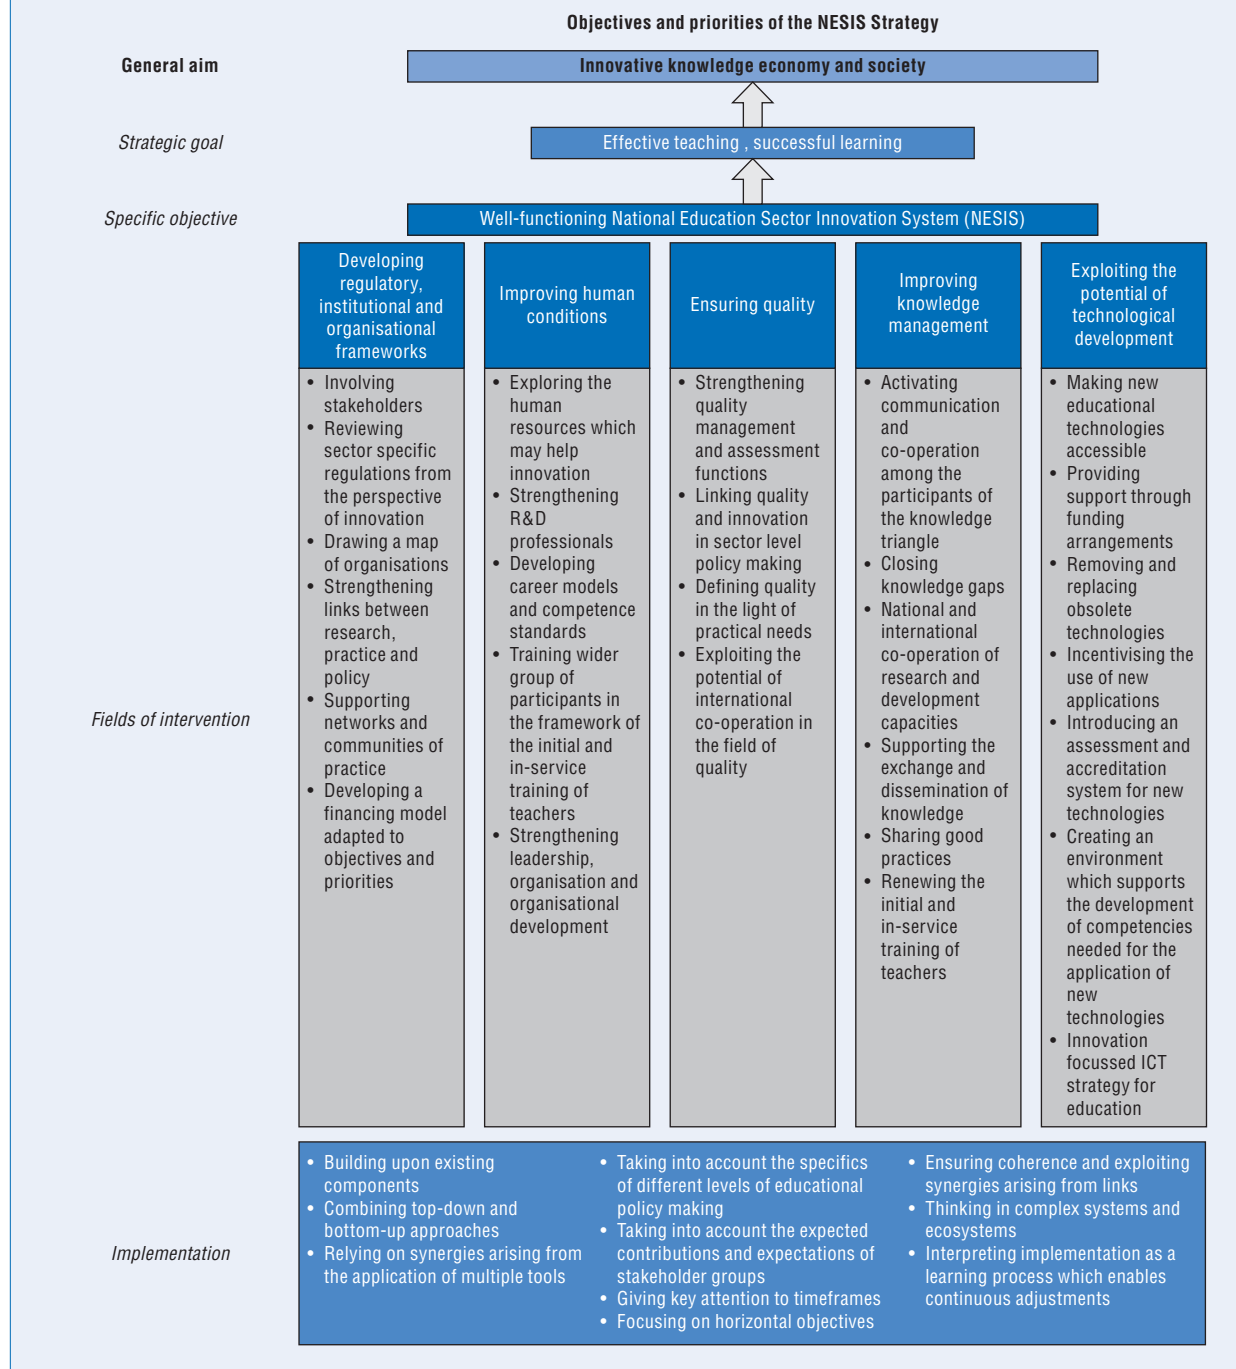 Objectives and priorities of the NESIS Strategy
General aim
Innovative knowledge economy and society
Strategic goal
Effective teaching , successful learning
Specific objective
Well-functioning National Education Sector Innovation System (NESIS)
Developing
regulatory,
institutional and
organisational
frameworks
Improving human
conditions
Ensuring quality
Improving
knowledge
management
Exploiting the
potential of
technological
development
Fields of intervention
• Involving
stakeholders
• Reviewing
sector specific
regulations from
the perspective
of innovation
• Drawing a map
of organisations
• Strengthening
links between
research,
practice and
policy
• Supporting
networks and
communities of
practice
• Developing a
financing model
adapted to
objectives and
priorities
• Exploring the
human
resources which
may help
innovation
• Strengthening
R&D
professionals
• Developing
career models
and competence
standards
• Training wider
group of
participants in
the framework of
the initial and
in-service
training of
teachers
• Strengthening
leadership,
organisation and
organisational
development
• Strengthening
quality
management
and assessment
functions
• Linking quality
and innovation
in sector level
policy making
• Defining quality
in the light of
practical needs
• Exploiting the
potential of
international
co-operation in
the field of
quality
• Activating
communication
and
co-operation
among the
participants of
the knowledge
triangle
• Closing
knowledge gaps
• National and
international
co-operation of
research and
development
capacities
• Supporting the
exchange and
dissemination of
knowledge
• Sharing good
practices
• Renewing the
initial and
in-service
training of
teachers
• Making new
educational
technologies
accessible
• Providing
support through
funding
arrangements
• Removing and
replacing
obsolete
technologies
• Incentivising the
use of new
applications
• Introducing an
assessment and
accreditation
system for new
technologies
• Creating an
environment
which supports
the development
of competencies
needed for the
application of
new
technologies
• Innovation
focussed ICT
strategy for
education
Implementation
• Building upon existing
components
• Combining top-down and
bottom-up approaches
• Relying on synergies arising from
the application of multiple tools
• Taking into account the specifics
of different levels of educational
policy making
• Taking into account the expected
contributions and expectations of
stakeholder groups
• Giving key attention to timeframes
• Focusing on horizontal objectives
• Ensuring coherence and exploiting
synergies arising from links
• Thinking in complex systems and
ecosystems
• Interpreting implementation as a
learning process which enables
continuous adjustments